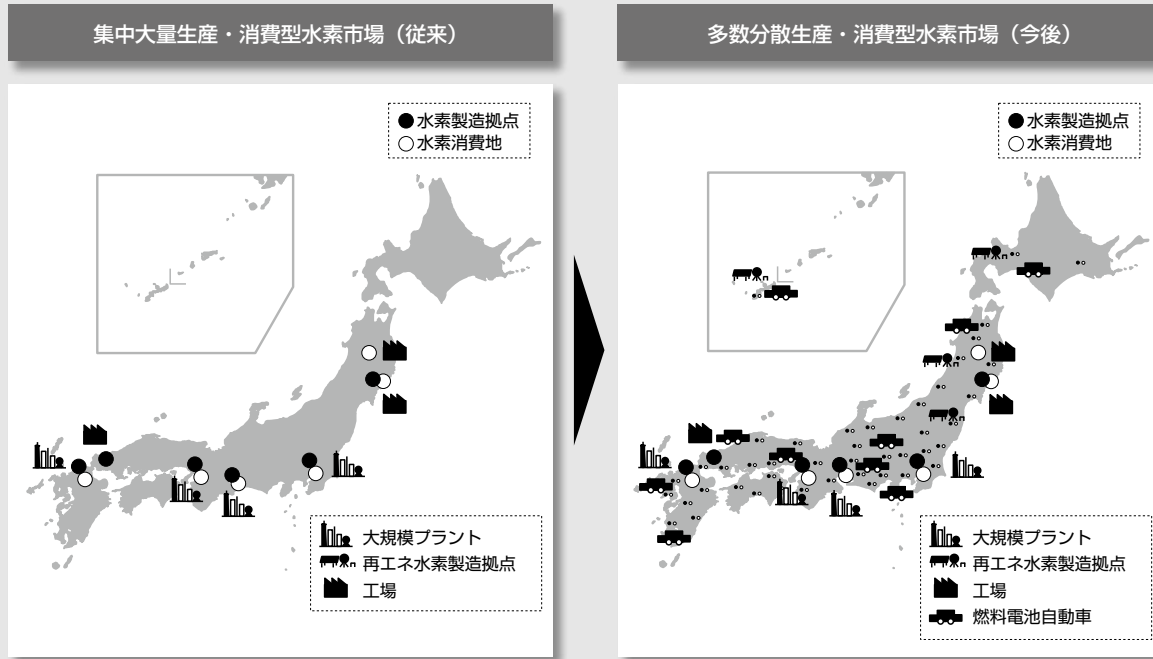 集中大量生産・消費型水素市場（従来）
水素製造拠点
水素消費地
大規模プラント
再エネ水素製造拠点
工場
多数分散生産・消費型水素市場（今後）
水素製造拠点
水素消費地
大規模プラント
再エネ水素製造拠点
工場
燃料電池自動車